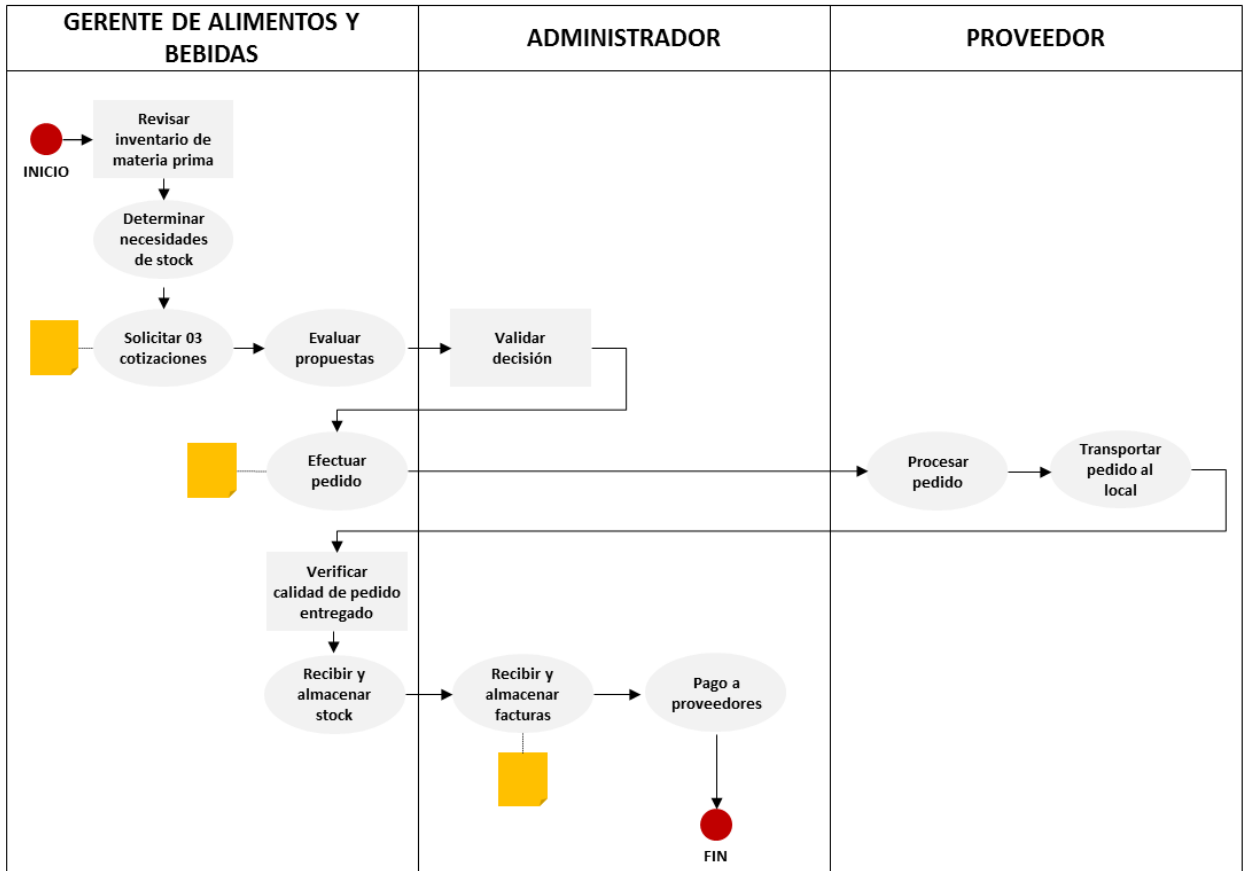 GERENTE DE ALIMENTOS Y
BEBIDAS
ADMINISTRADOR
PROVEEDOR
INICIO
Revisar
inventario de
materia prima
Determinar
necesidades
de stock
Solicitar 03
cotizaciones
Evaluar
propuestas
Validar
decisión
Efectuar
pedido
Procesar
pedido
Transportar
pedido al
local
Verificar
calidad de pedido
entregado
Recibir y
almacenar
stock
Recibir y
almacenar
facturas
Pago a
proveedores
FIN